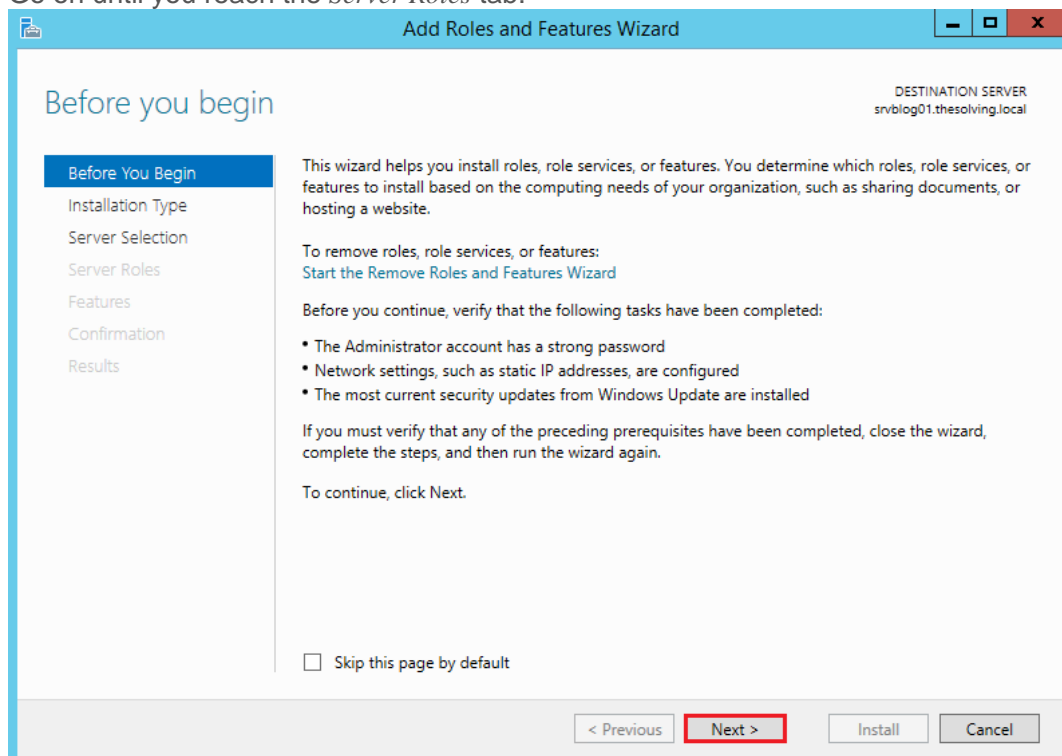 Go on until you reach the Server Roles tab.
Add Roles and Features Wizard
x
Before you begin
DESTINATION SERVER
srvblog01.thesolving.local
Before You Begin
Installation Type
Server Selection
Server Roles
Features
Confirmation
Results
This wizard helps you install roles, role services, or features. You determine which roles, role services, or
features to install based on the computing needs of your organization, such as sharing documents, or
hosting a website.
To remove roles, role services, or features:
Start the Remove Roles and Features Wizard
Before you continue, verify that the following tasks have been completed:
• The Administrator account has a strong password
• Network settings, such as static IP addresses, are configured
• The most current security updates from Windows Update are installed
If you must verify that any of the preceding prerequisites have been completed, close the wizard,
complete the steps, and then run the wizard again.
To continue, click Next.
Skip this page by default
< Previous
Next >
Install
Cancel